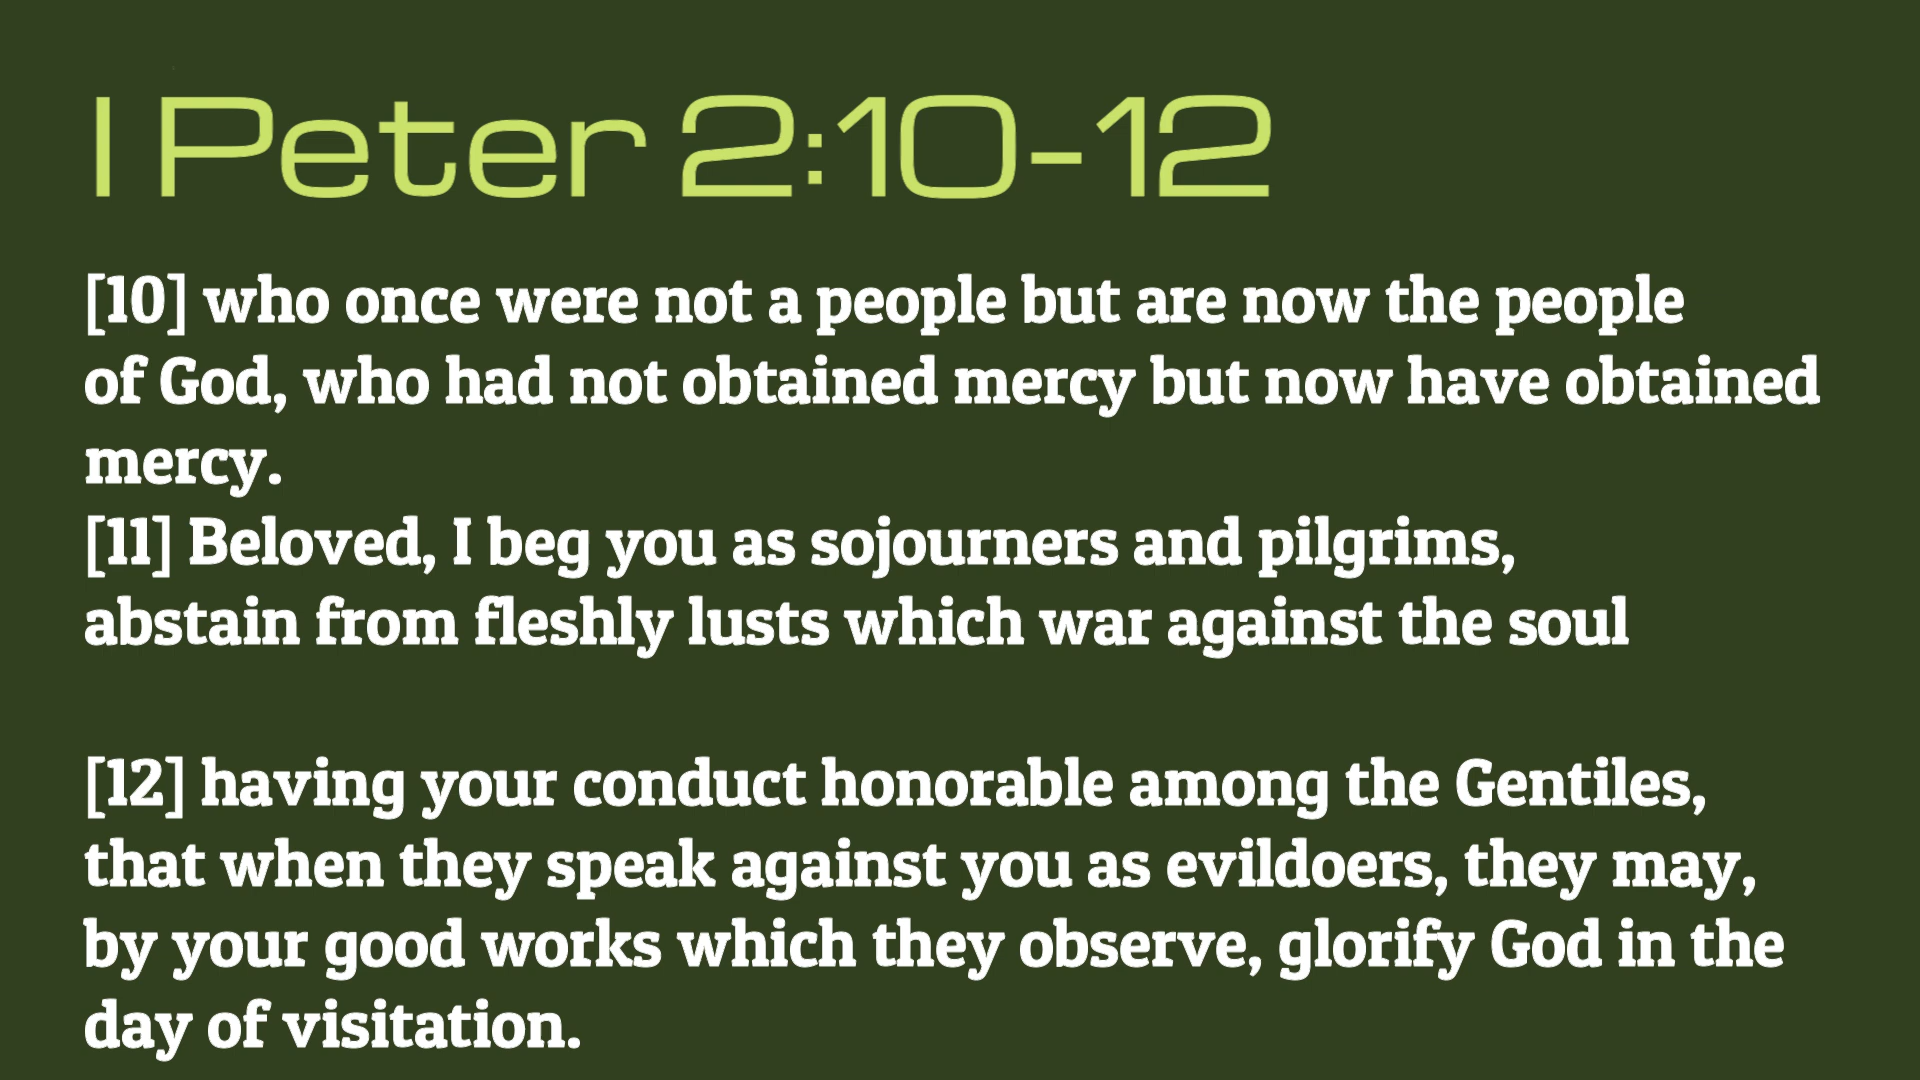 I Peter 2:10-12
[10] who once were not a people but are now the people
of God, who had not obtained mercy but now have obtained
mercy.
[11] Beloved, I beg you as sojourners and pilgrims,
abstain from fleshly lusts which war against the soul
[12] having your conduct honorable among the Gentiles,
that when they speak against you as evildoers, they may,
by your good works which they observe, glorify God in the
day of visitation.